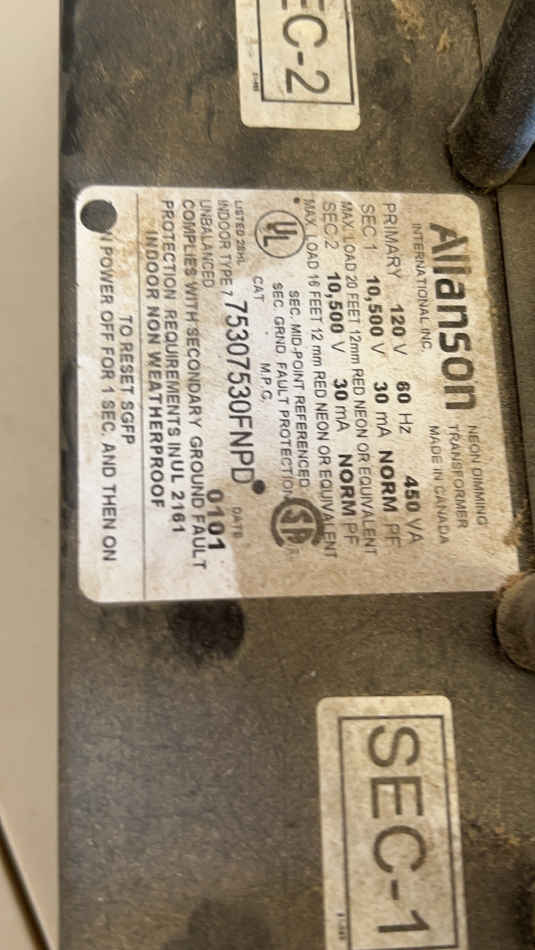 SEC-2
Allanson
INTERNATIONAL INC.
NEON DIMMING
TRANSFORMER
MADE IN CANADA
PRIMARY 120 V 60 Hz 450 VA
SEC 1 10,500 V 30 mA NORM PF
MAX. LOAD 20 FEET 12mm RED NEON OR EQUIVALENT
SEC.2 10,500 V 30 mA NORM PF
MAX. LOAD 16 FEET 12 mm RED NEON OR EQUIVALENT
UL
SEC. MID-POINT REFERENCED
SEC. GRND. FAULT PROTECTION
M.P.G.
LISTED
CAT
INDOOR TYPE 75307530FNPD
DATE
UNBALANCED 0101
COMPLIES WITH SECONDARY GROUND FAULT
PROTECTION REQUIREMENTS IN UL 2161
INDOOR NON WEATHERPROOF
TO RESET SGFP
POWER OFF FOR 1 SEC. AND THEN ON
SEC-1